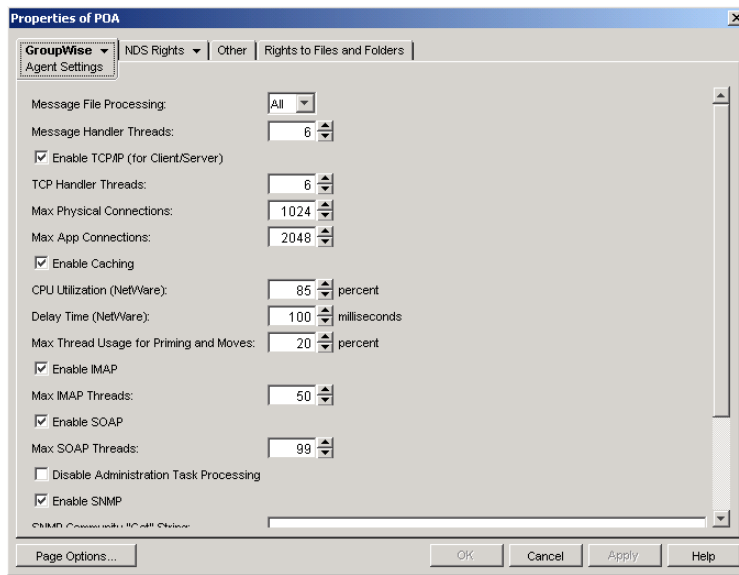 Properties of POA
GroupWise NDS Rights Other Rights to Files and Folders
Agent Settings
Message File Processing: All
Message Handler Threads: 6
Enable TCP/IP (for Client/Server)
TCP Handler Threads: 6
Max Physical Connections: 1024
Max App Connections: 2048
Enable Caching
CPU Utilization (NetWare): 85 percent
Delay Time (NetWare): 100 milliseconds
Max Thread Usage for Priming and Moves: 20 percent
Enable IMAP
Max IMAP Threads: 50
Enable SOAP
Max SOAP Threads: 99
Disable Administration Task Processing
Enable SNMP
SNMP Community "Get" String:
Page Options... OK Cancel Apply Help